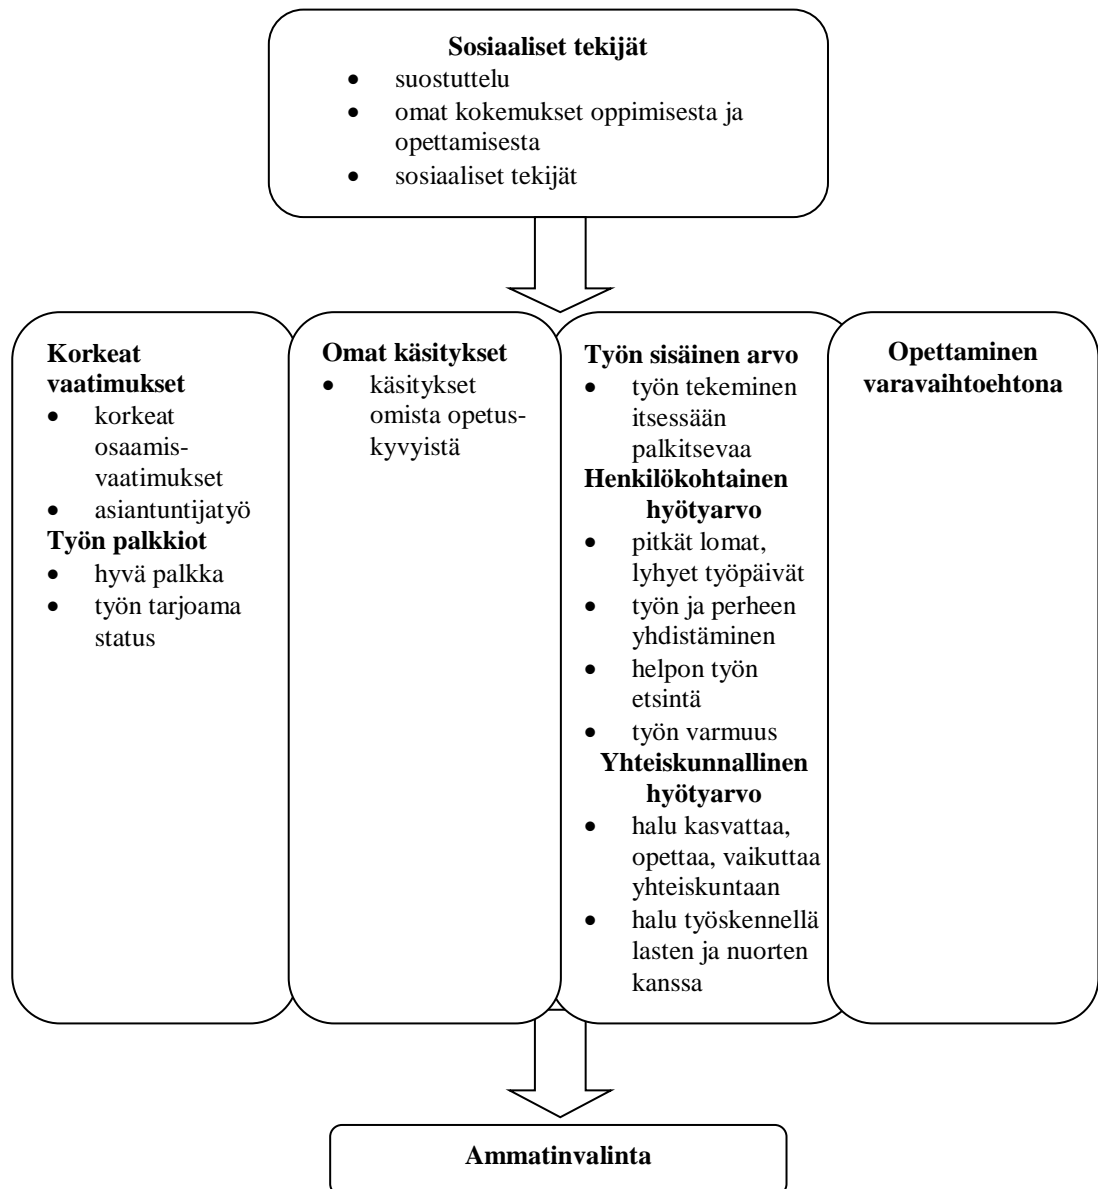 Sosiaaliset tekijät
• suostuttelu
• omat kokemukset oppimisesta ja
opettamisesta
• sosiaaliset tekijät
Korkeat
vaatimukset
• korkeat
osaamis-
vaatimukset
• asiantuntijatyö
Työn palkkiot
• hyvä palkka
• työn tarjoama
status
Omat käsitykset
• käsitykset
omista opetus-
kyvyistä
Työn sisäinen arvo
• työn tekeminen
itsessään
palkitsevaa
Henkilökohtainen
hyötyarvo
• pitkät lomat,
lyhyet työpäivät
• työn ja perheen
yhdistäminen
• helpon työn
etsintä
• työn varmuus
Yhteiskunnallinen
hyötyarvo
• halu kasvattaa,
opettaa, vaikuttaa
yhteiskuntaan
• halu työskennellä
lasten ja nuorten
kanssa
Opettaminen
varavaihtoehtona
Ammatinvalinta